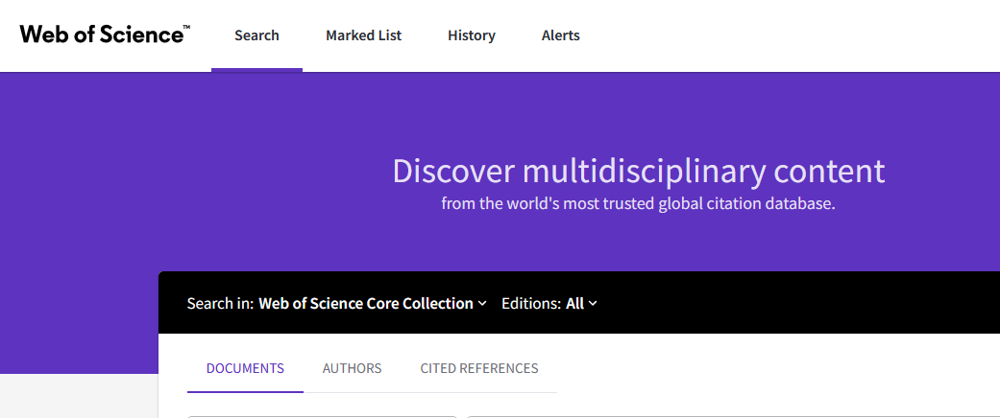 Web of Science™ Search Marked List History Alerts
Discover multidisciplinary content
from the world's most trusted global citation database.
Search in: Web of Science Core Collection Editions: All
DOCUMENTS AUTHORS CITED REFERENCES